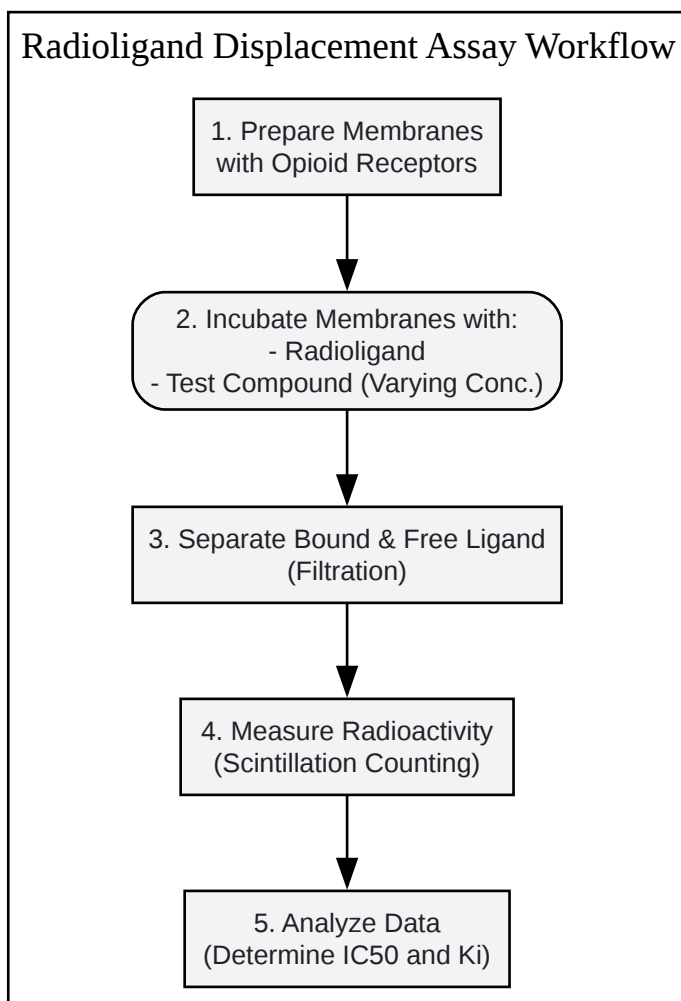 Radioligand Displacement Assay Workflow
1. Prepare Membranes
with Opioid Receptors
2. Incubate Membranes with:
- Radioligand
- Test Compound (Varying Conc.)
3. Separate Bound & Free Ligand
(Filtration)
4. Measure Radioactivity
(Scintillation Counting)
5. Analyze Data
(Determine IC50 and Ki)